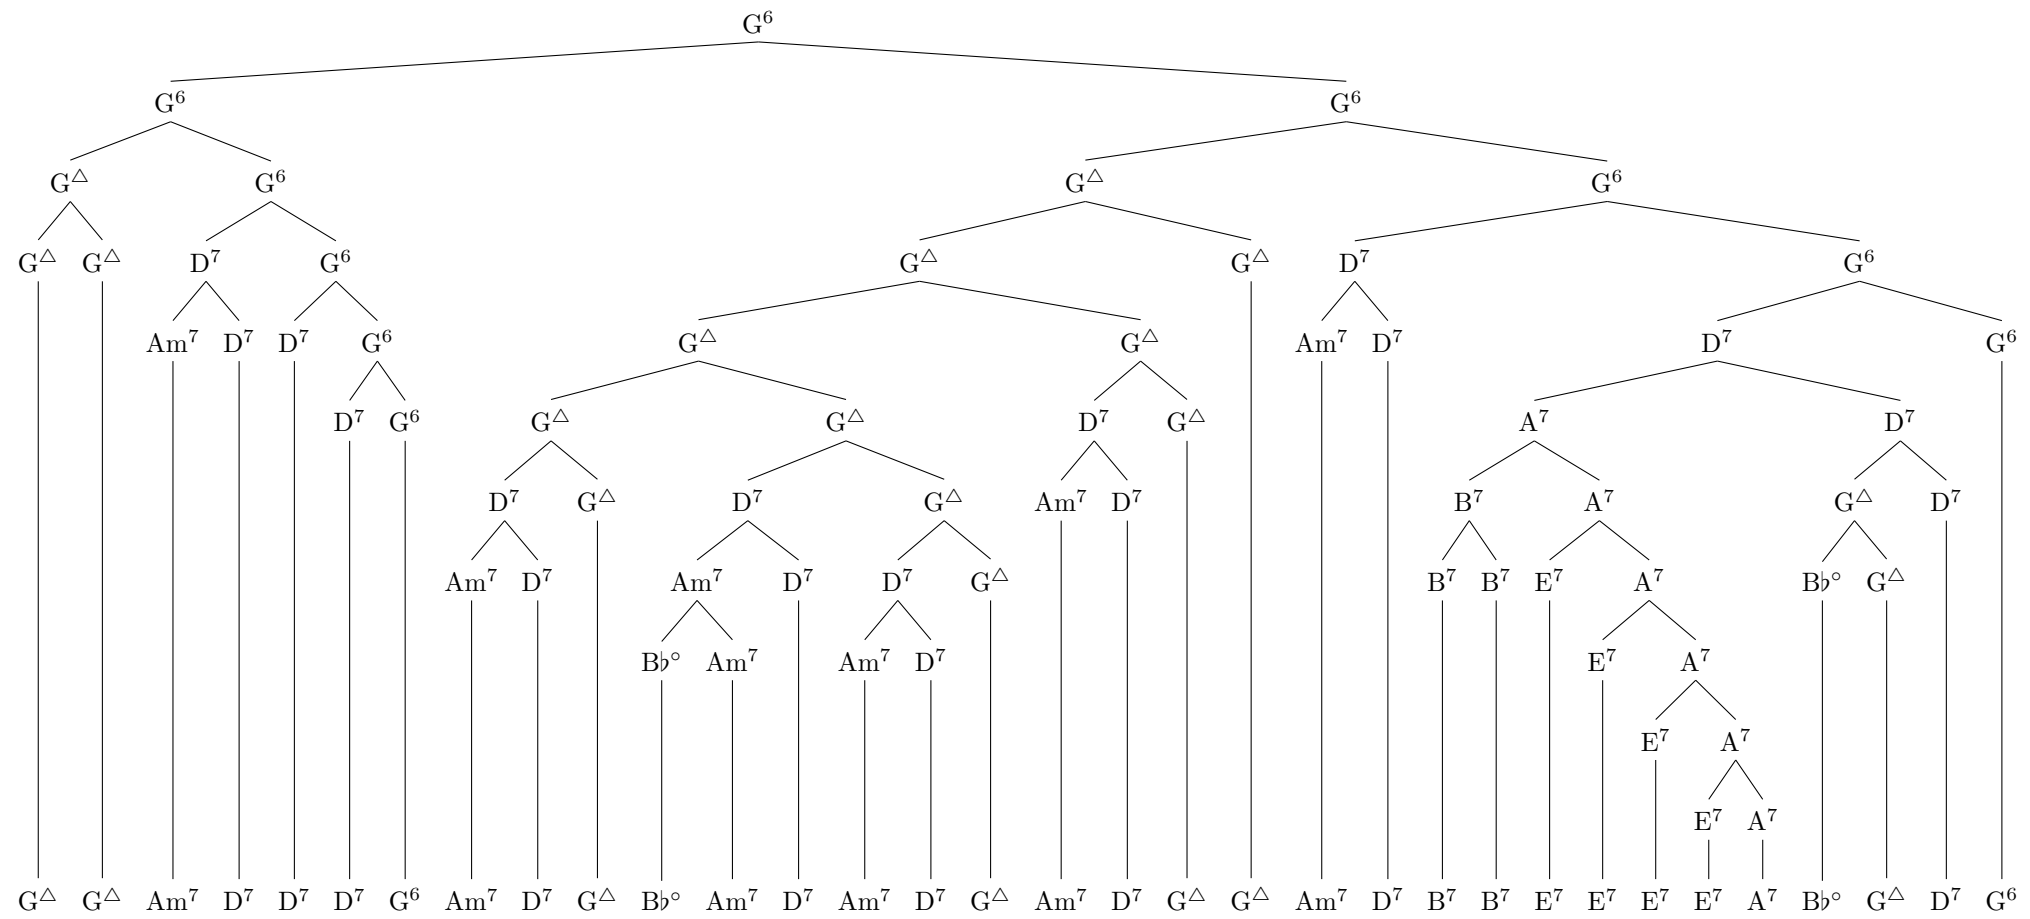 G⁶
G⁶ G⁶
G△ G⁶ G△ G⁶
G△ G△ D⁷ G⁶ G△ G△ D⁷ G⁶
Am⁷ D⁷ D⁷ G⁶ G△ G△ Am⁷ D⁷ D⁷ G⁶
D⁷ G⁶ G△ G△ D⁷ G△ A⁷ D⁷
D⁷ G△ D⁷ G△ Am⁷ D⁷ B⁷ A⁷ G△ D⁷
Am⁷ D⁷ Am⁷ D⁷ D⁷ G△ B⁷ B⁷ E⁷ A⁷ B♭° G△
B♭° Am⁷ Am⁷ D⁷ E⁷ A⁷
E⁷ A⁷
E⁷ A⁷
G△ G△ Am⁷ D⁷ D⁷ D⁷ G⁶ Am⁷ D⁷ G△ B♭° Am⁷ D⁷ Am⁷ D⁷ G△ Am⁷ D⁷ G△ G△ Am⁷ D⁷ B⁷ B⁷ E⁷ E⁷ E⁷ E⁷ A⁷ B♭° G△ D⁷ G⁶